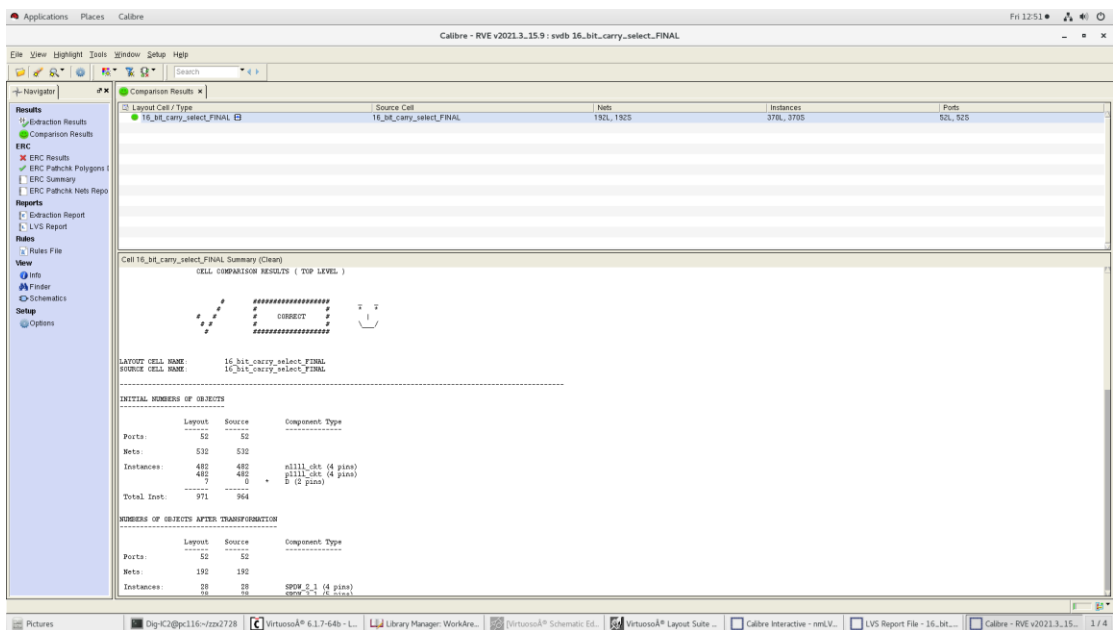 Applications Places Calibre Fri 12:51
Calibre - RVE v2021.3_15.9 : svdb 16_bit_carry_select_FINAL
File View Highlight Tools Window Setup Help
Search
Navigator
Comparison Results
Results
Extraction Results
Comparison Results
ERC
ERC Results
ERC Pathchk Polygons
ERC Summary
ERC Pathchk Nets Repo
Reports
Extraction Report
LVS Report
Rules
Rules File
View
Info
Finder
Schematics
Setup
Options
Layout Cell / Type Source Cell Nets Instances Ports
16_bit_carry_select_FINAL 16_bit_carry_select_FINAL 192L, 192S 370L, 370S 52L, 52S
Cell 16_bit_carry_select_FINAL Summary (Clean)
CELL COMPARISON RESULTS ( TOP LEVEL )
# ################### _ _
# # # * *
# # # CORRECT # |
# # # # \___/
# ###################
LAYOUT CELL NAME: 16_bit_carry_select_FINAL
SOURCE CELL NAME: 16_bit_carry_select_FINAL
INITIAL NUMBERS OF OBJECTS
Layout Source Component Type
Ports: 52 52
Nets: 532 532
Instances: 482 482 nllll_ckt (4 pins)
482 482 pllll_ckt (4 pins)
7 0 * D (2 pins)
Total Inst: 971 964
NUMBERS OF OBJECTS AFTER TRANSFORMATION
Layout Source Component Type
Ports: 52 52
Nets: 192 192
Instances: 28 28 SPDW_2_1 (4 pins)
Pictures
Dig-IC2@pc116:~/zzx2728
Virtuoso® 6.1.7-64b - L...
Library Manager: WorkAre...
[Virtuoso® Schematic Ed...
Virtuoso® Layout Suite ...
Calibre Interactive - nmLV...
LVS Report File - 16_bit_...
Calibre - RVE v2021.3_15...
1 / 4